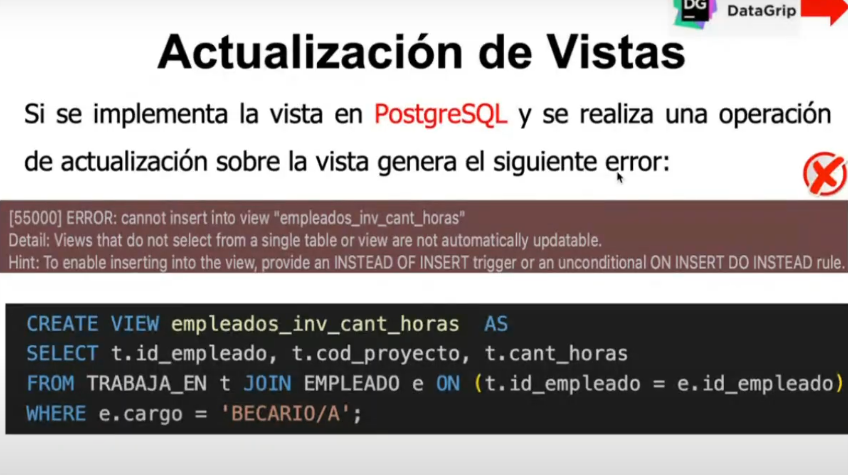 DG
DataGrip
Actualización de Vistas
Si se implementa la vista en PostgreSQL y se realiza una operación
de actualización sobre la vista genera el siguiente error:
[55000] ERROR: cannot insert into view "empleados_inv_cant_horas"
Detail: Views that do not select from a single table or view are not automatically updatable.
Hint: To enable inserting into the view, provide an INSTEAD OF INSERT trigger or an unconditional ON INSERT DO INSTEAD rule.
CREATE VIEW empleados_inv_cant_horas AS
SELECT t.id_empleado, t.cod_proyecto, t.cant_horas
FROM TRABAJA_EN t JOIN EMPLEADO e ON (t.id_empleado = e.id_empleado)
WHERE e.cargo = 'BECARIO/A';